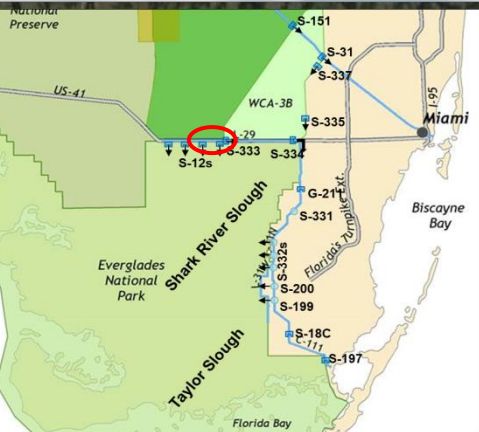 National
Preserve
S-151
S-31
S-337
US-41
WCA-3B
I-95
S-335
Miami
L-29
S-333
S-334
S-12s
G-211
Shark River Slough
S-331
Florida's Turnpike Ext.
Biscayne
Bay
Everglades
National
Park
S-332s
S-200
S-199
S-18C
C-111
S-197
Taylor Slough
Florida Bay